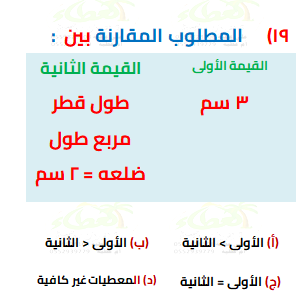 ١٩) المطلوب المقارنة بين :
القيمة الأولى
القيمة الثانية
٣ سم
طول قطر
مربع طول
ضلعه = ٢ سم
(أ) الأولى > الثانية
(ب) الأولى < الثانية
(ج) الأولى = الثانية
(د) المعطيات غير كافية